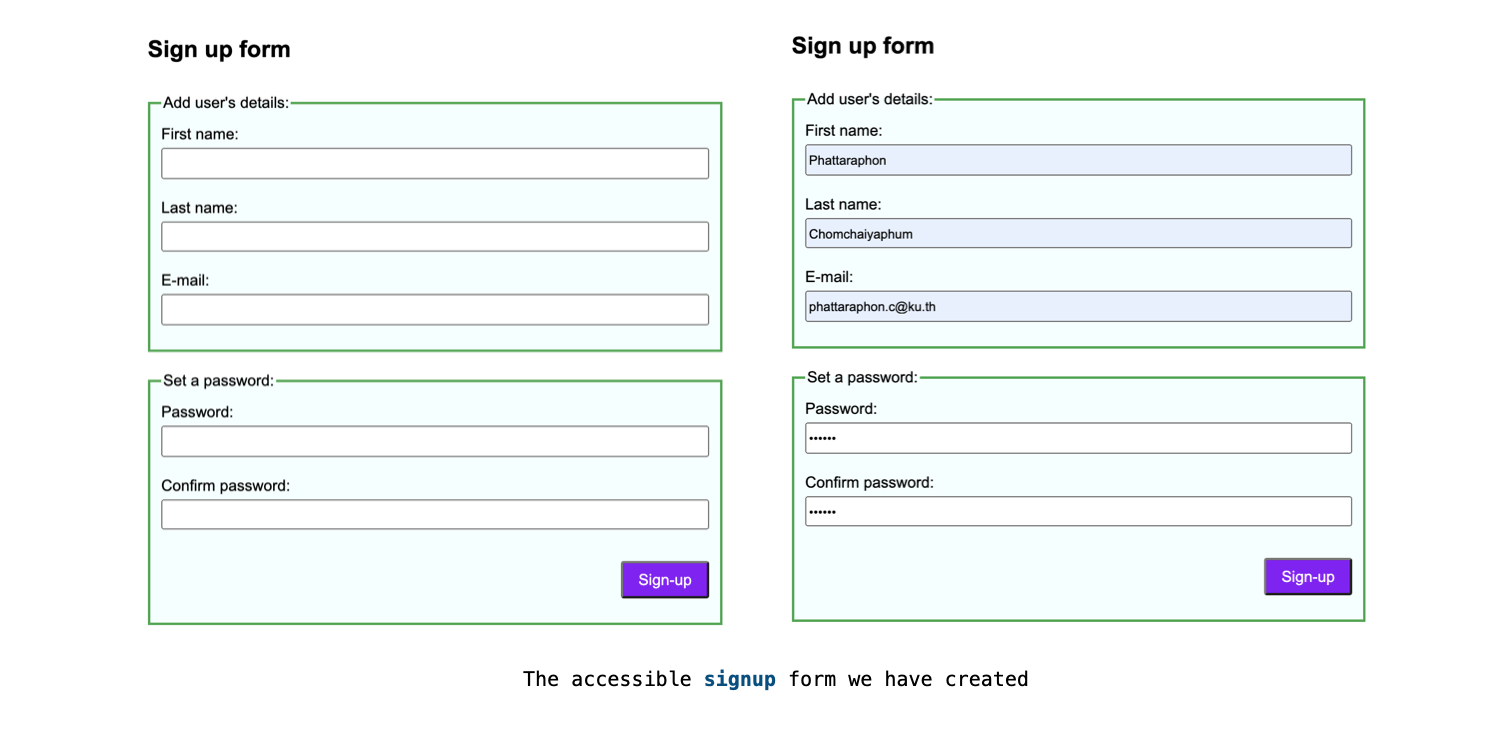 Sign up form
Add user's details:
First name:
Last name:
E-mail:
Set a password:
Password:
Confirm password:
Sign-up
Sign up form
Add user's details:
First name:
Phattaraphon
Last name:
Chomchaiyaphum
E-mail:
phattaraphon.c@ku.th
Set a password:
Password:
••••••
Confirm password:
••••••
Sign-up
The accessible signup form we have created